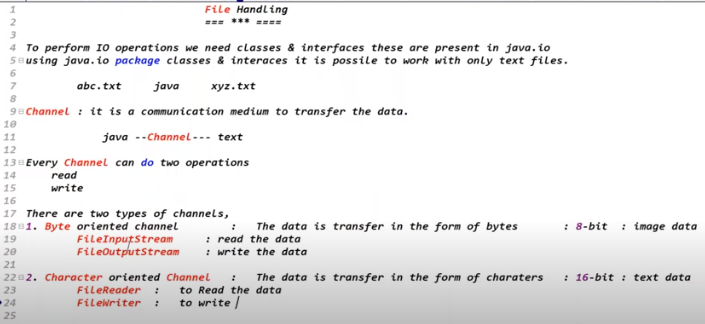 1 File Handling
2 === *** ====
3
4 To perform IO operations we need classes & interfaces these are present in java.io
5 using java.io package classes & interaces it is possile to work with only text files.
6
7 abc.txt java xyz.txt
8
9 Channel : it is a communication medium to transfer the data.
10
11 java --Channel--- text
12
13 Every Channel can do two operations
14 read
15 write
16
17 There are two types of channels,
18 1. Byte oriented channel : The data is transfer in the form of bytes : 8-bit : image data
19 FileInputStream : read the data
20 FileOutputStream : write the data
21
22 2. Character oriented Channel : The data is transfer in the form of charaters : 16-bit : text data
23 FileReader : to Read the data
24 FileWriter : to write
25